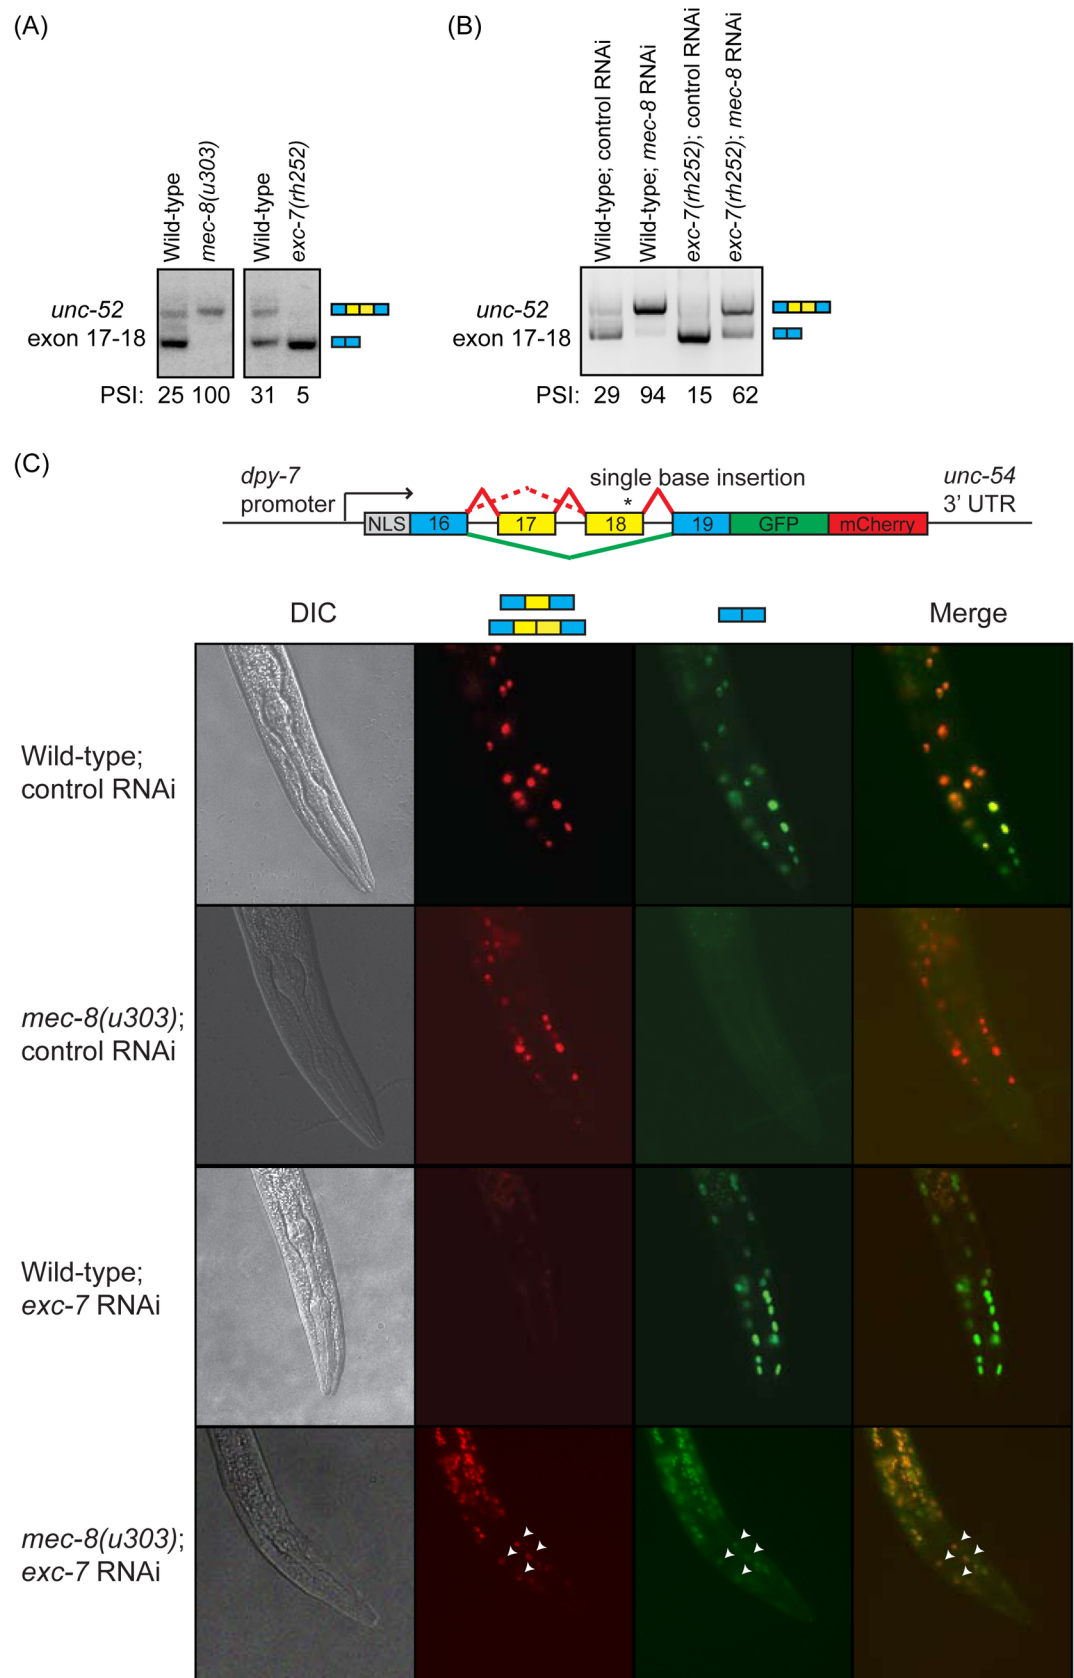 (A)
(B)
Wild-type
mec-8(u303)
Wild-type
exc-7(rh252)
unc-52
exon 17-18
PSI: 25 100 31 5
Wild-type; control RNAi
Wild-type; mec-8 RNAi
exc-7(rh252); control RNAi
exc-7(rh252); mec-8 RNAi
unc-52
exon 17-18
PSI: 29 94 15 62
(C)
dpy-7
promoter
single base insertion
*
unc-54
3' UTR
NLS 16 17 18 19 GFP mCherry
DIC
Merge
Wild-type;
control RNAi
mec-8(u303);
control RNAi
Wild-type;
exc-7 RNAi
mec-8(u303);
exc-7 RNAi